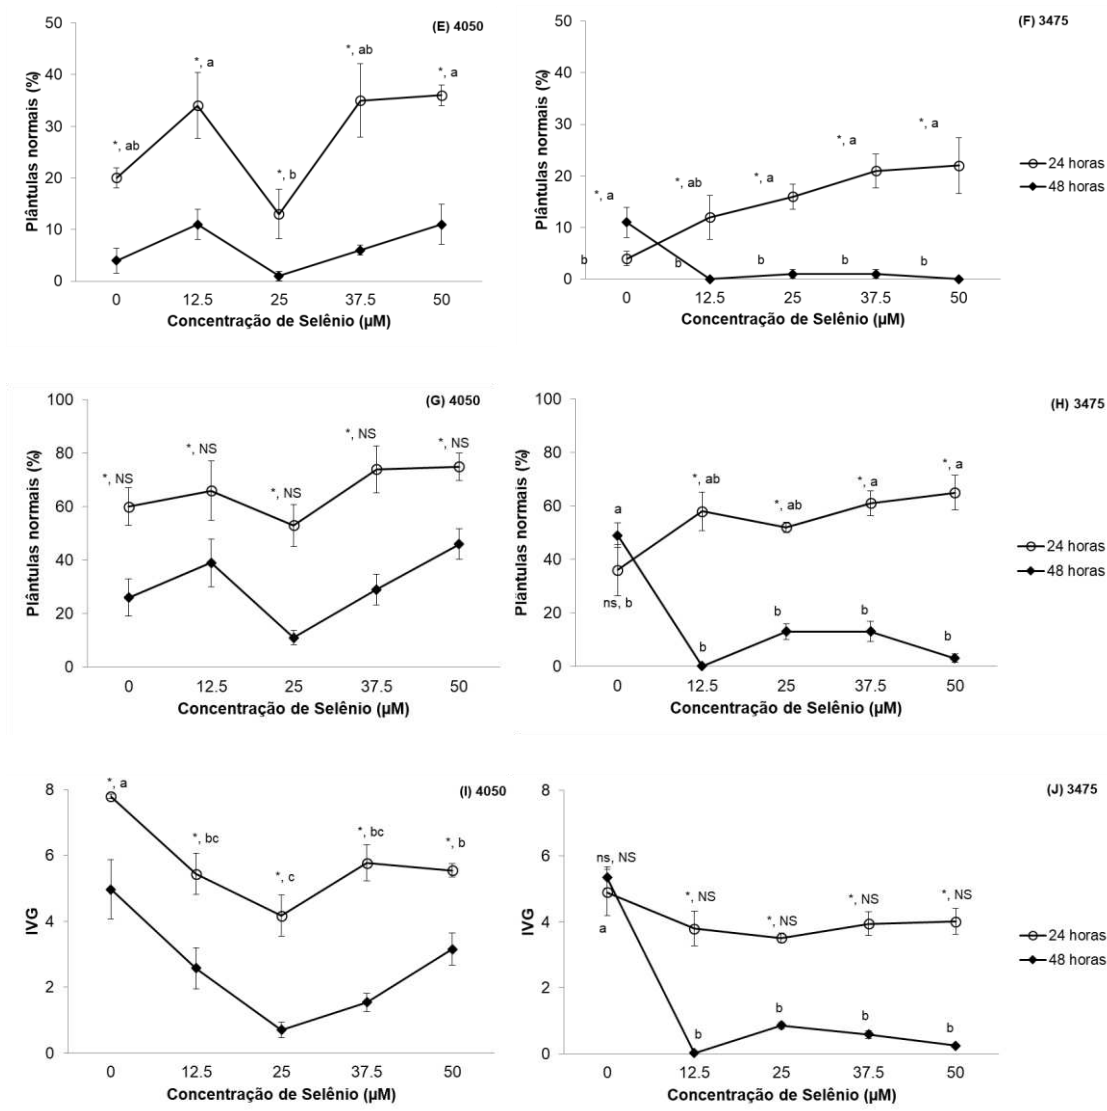 (E) 4050
Plântulas normais (%)
50
40
30
20
10
0
*, ab
*, a
*, b
*, ab
*, a
0 12.5 25 37.5 50
Concentração de Selênio (µM)
(F) 3475
Plântulas normais (%)
50
40
30
20
10
0
*, a
*, ab
*, a
*, a
*, a
b
b
b
b
b
0 12.5 25 37.5 50
Concentração de Selênio (µM)
24 horas
48 horas
(G) 4050
Plântulas normais (%)
100
80
60
40
20
0
*, NS
*, NS
*, NS
*, NS
*, NS
0 12.5 25 37.5 50
Concentração de Selênio (µM)
(H) 3475
Plântulas normais (%)
100
80
60
40
20
0
a
*, ab
*, ab
*, a
*, a
ns, b
b
b
b
b
0 12.5 25 37.5 50
Concentração de Selênio (µM)
24 horas
48 horas
(I) 4050
IVG
8
6
4
2
0
*, a
*, bc
*, c
*, bc
*, b
0 12.5 25 37.5 50
Concentração de Selênio (µM)
(J) 3475
IVG
8
6
4
2
0
ns, NS
*, NS
*, NS
*, NS
*, NS
a
b
b
b
b
0 12.5 25 37.5 50
Concentração de Selênio (µM)
24 horas
48 horas